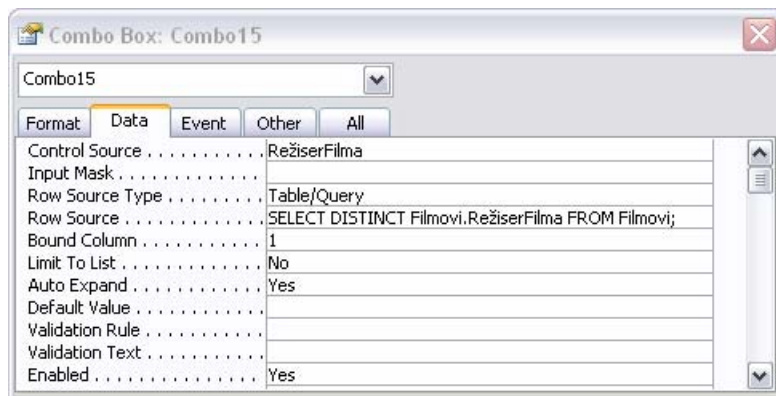 Combo Box: Combo15
Combo15
Format Data Event Other All
Control Source . . . . . . . . . . . RežiserFilma
Input Mask . . . . . . . . . . . . .
Row Source Type . . . . . . . . . Table/Query
Row Source . . . . . . . . . . . . . SELECT DISTINCT Filmovi.RežiserFilma FROM Filmovi;
Bound Column . . . . . . . . . . . 1
Limit To List . . . . . . . . . . . . . No
Auto Expand . . . . . . . . . . . . Yes
Default Value . . . . . . . . . . . .
Validation Rule . . . . . . . . . . .
Validation Text . . . . . . . . . . .
Enabled . . . . . . . . . . . . . . . Yes